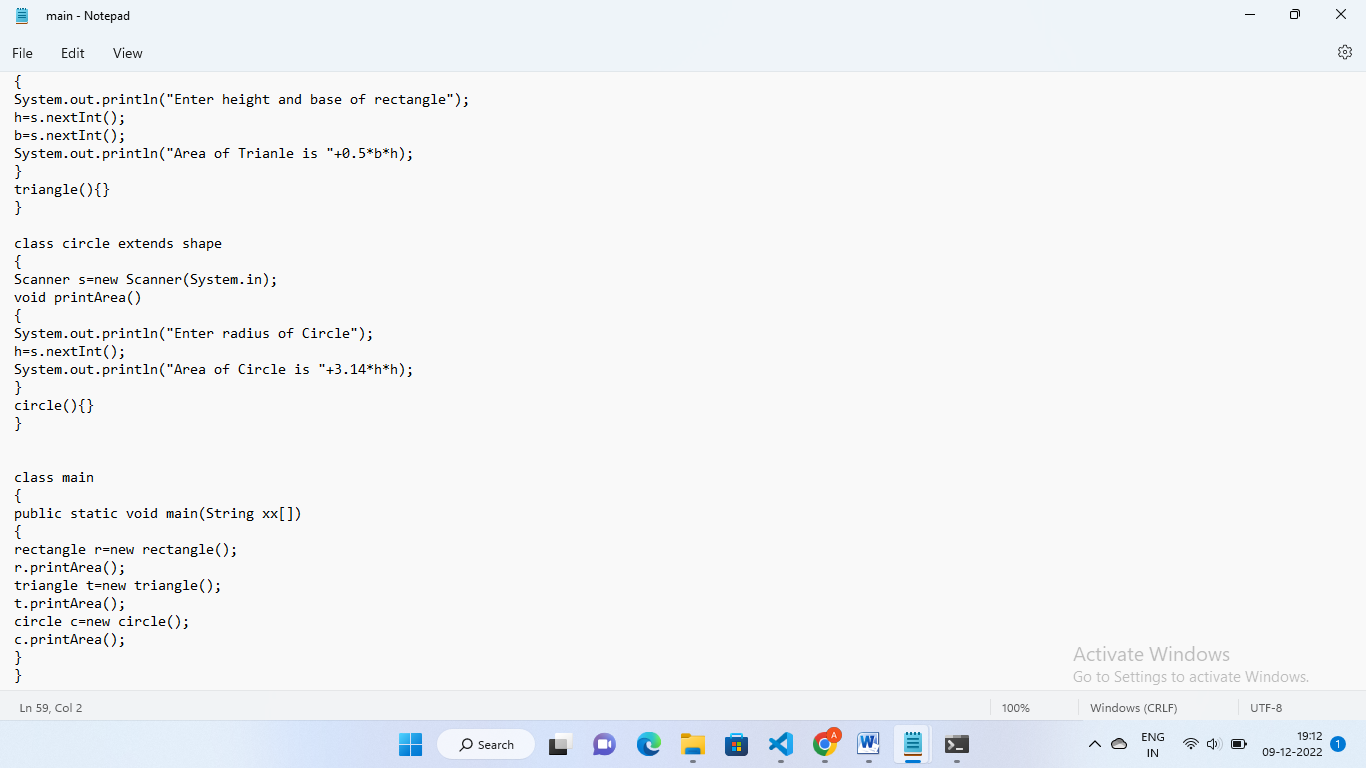 main - Notepad
File Edit View
{
System.out.println("Enter height and base of rectangle");
h=s.nextInt();
b=s.nextInt();
System.out.println("Area of Trianle is "+0.5*b*h);
}
triangle(){}
}
class circle extends shape
{
Scanner s=new Scanner(System.in);
void printArea()
{
System.out.println("Enter radius of Circle");
h=s.nextInt();
System.out.println("Area of Circle is "+3.14*h*h);
}
circle(){}
}
class main
{
public static void main(String xx[])
{
rectangle r=new rectangle();
r.printArea();
triangle t=new triangle();
t.printArea();
circle c=new circle();
c.printArea();
}
}
Activate Windows
Go to Settings to activate Windows.
Ln 59, Col 2 100% Windows (CRLF) UTF-8
Search A W ENG 19:12 1
IN 09-12-2022